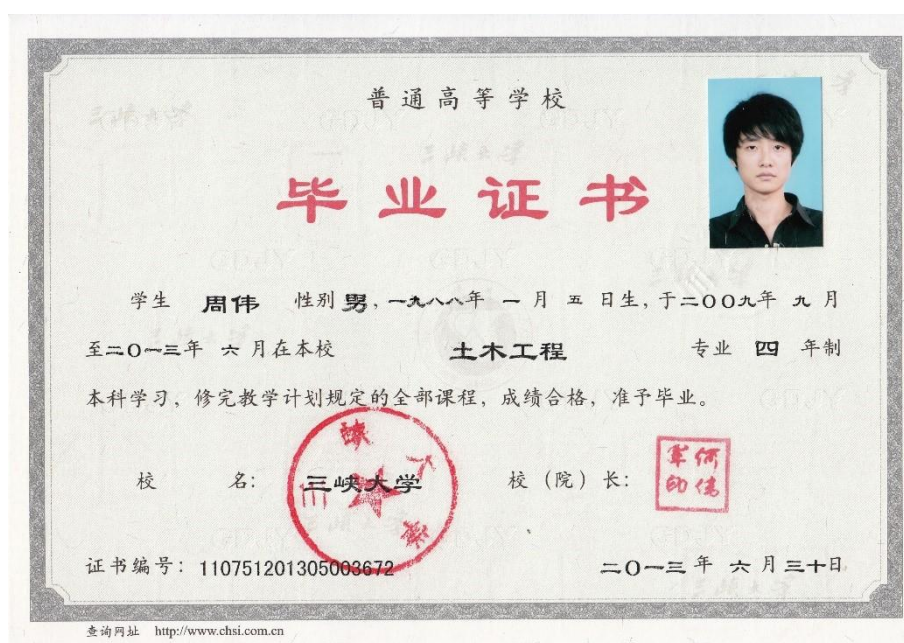 普通高等学校
毕业证书
学生 周伟 性别 男，一九八八年 一 月 五 日生，于二〇〇九年 九 月
至二〇一三年 六 月在本校 土木工程 专业 四 年制
本科学习，修完教学计划规定的全部课程，成绩合格，准予毕业。
校 名： 三峡大学 校（院）长：
三峡大学
证书编号：110751201305003672 二〇一三年 六 月三十日
查询网址 http://www.chsi.com.cn